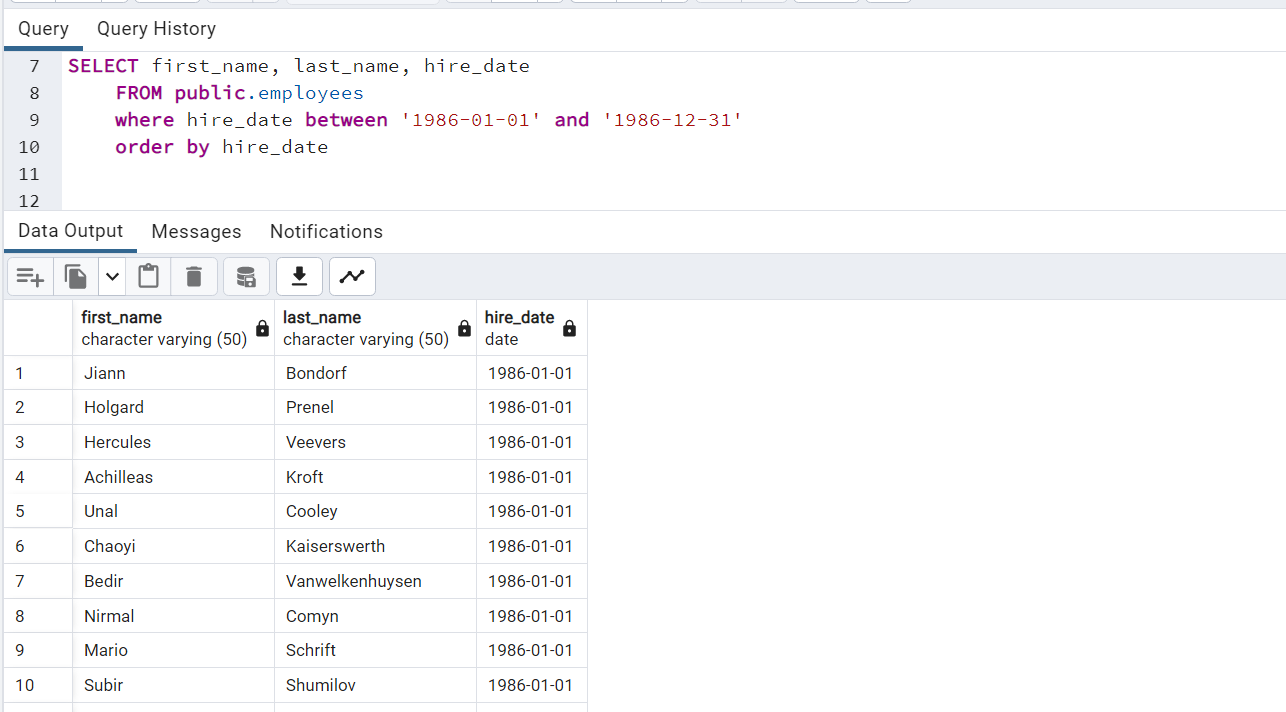 Query Query History
7 SELECT first_name, last_name, hire_date
8 FROM public.employees
9 where hire_date between '1986-01-01' and '1986-12-31'
10 order by hire_date
11
12
Data Output Messages Notifications
first_name last_name hire_date
character varying (50) character varying (50) date
1 Jiann Bondorf 1986-01-01
2 Holgard Prenel 1986-01-01
3 Hercules Veevers 1986-01-01
4 Achilleas Kroft 1986-01-01
5 Unal Cooley 1986-01-01
6 Chaoyi Kaiserswerth 1986-01-01
7 Bedir Vanwelkenhuysen 1986-01-01
8 Nirmal Comyn 1986-01-01
9 Mario Schrift 1986-01-01
10 Subir Shumilov 1986-01-01